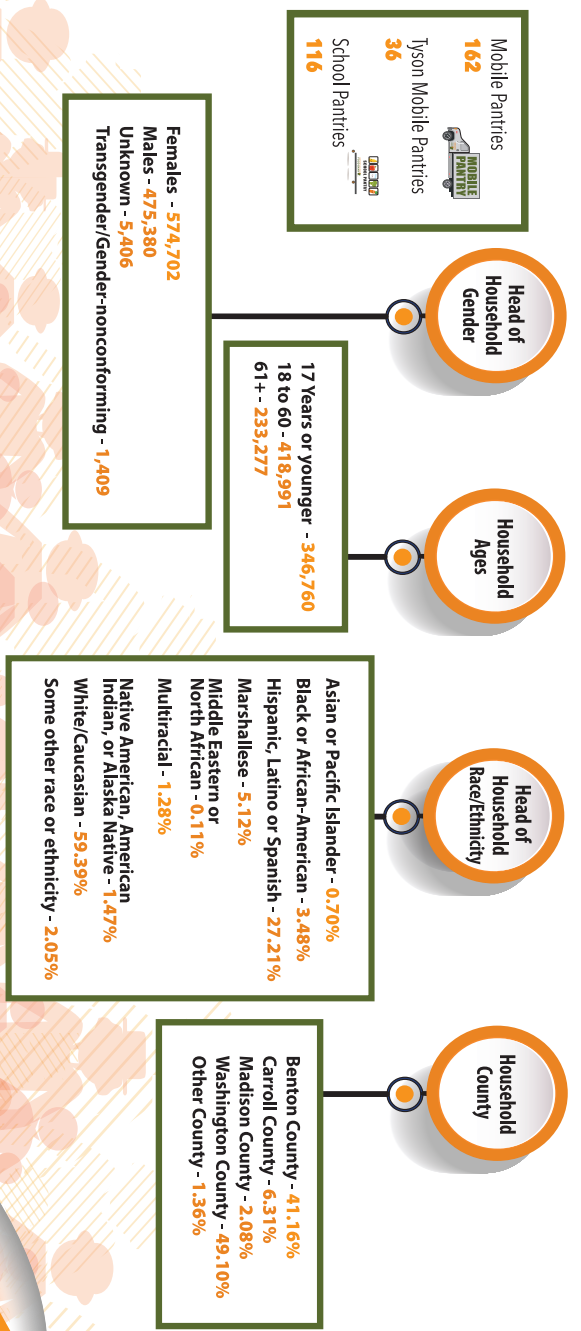 Mobile Pantries
162
MOBILE
PANTRY
Tyson Mobile Pantries
36
School Pantries
116
Head of
Household
Gender
Females - 574,702
Males - 475,380
Unknown - 5,406
Transgender/Gender-nonconforming - 1,409
Household
Ages
17 Years or younger - 346,760
18 to 60 - 418,991
61+ - 233,277
Head of
Household
Race/Ethnicity
Asian or Pacific Islander - 0.70%
Black or African-American - 3.48%
Hispanic, Latino or Spanish - 27.21%
Marshallese - 5.12%
Middle Eastern or
North African - 0.11%
Multiracial - 1.28%
Native American, American
Indian, or Alaska Native - 1.47%
White/Caucasian - 59.39%
Some other race or ethnicity - 2.05%
Household
County
Benton County - 41.16%
Carroll County - 6.31%
Madison County - 2.08%
Washington County - 49.10%
Other County - 1.36%